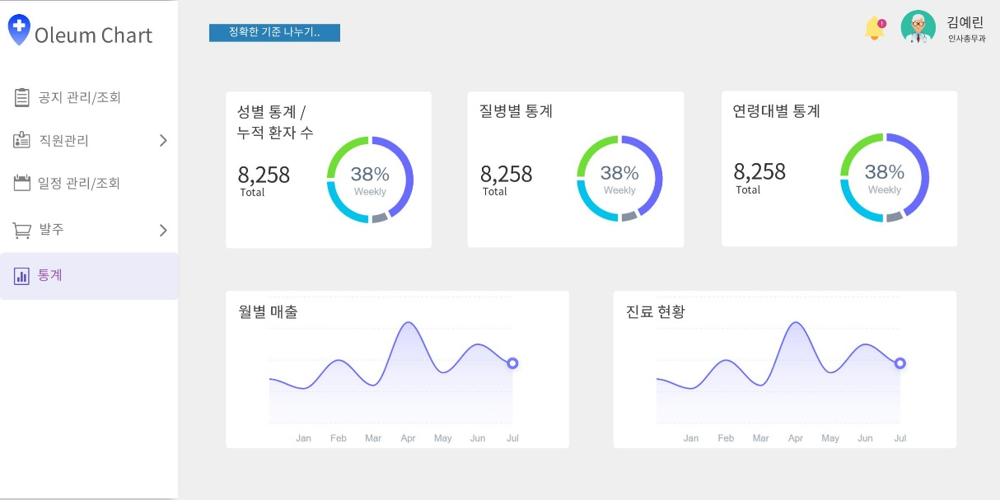 Oleum Chart
정확한 기준 나누기..
!
김예린
인사총무과
공지 관리/조회
직원관리
일정 관리/조회
발주
통계
성별 통계 /
누적 환자 수
8,258
Total
38%
Weekly
질병별 통계
8,258
Total
38%
Weekly
연령대별 통계
8,258
Total
38%
Weekly
월별 매출
Jan Feb Mar Apr May Jun Jul
진료 현황
Jan Feb Mar Apr May Jun Jul